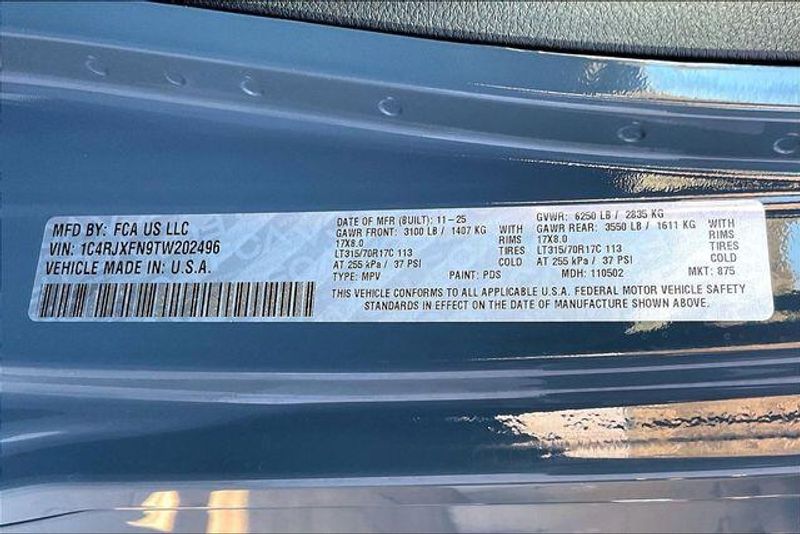 MFD BY: FCA US LLC
VIN: 1C4RJXFN9TW202496
VEHICLE MADE IN: U.S.A.
DATE OF MFR (BUILT): 11-25
GVWR: 6250 LB / 2835 KG
GAWR FRONT: 3100 LB / 1407 KG WITH
17X8.0 RIMS
LT315/70R17C 113 TIRES
AT 255 kPa / 37 PSI COLD
GAWR REAR: 3550 LB / 1611 KG WITH
17X8.0 RIMS
LT315/70R17C 113 TIRES
AT 255 kPa / 37 PSI COLD
TYPE: MPV PAINT: PDS MDH: 110502 MKT: 875
THIS VEHICLE CONFORMS TO ALL APPLICABLE U.S.A. FEDERAL MOTOR VEHICLE SAFETY
STANDARDS IN EFFECT ON THE DATE OF MANUFACTURE SHOWN ABOVE.